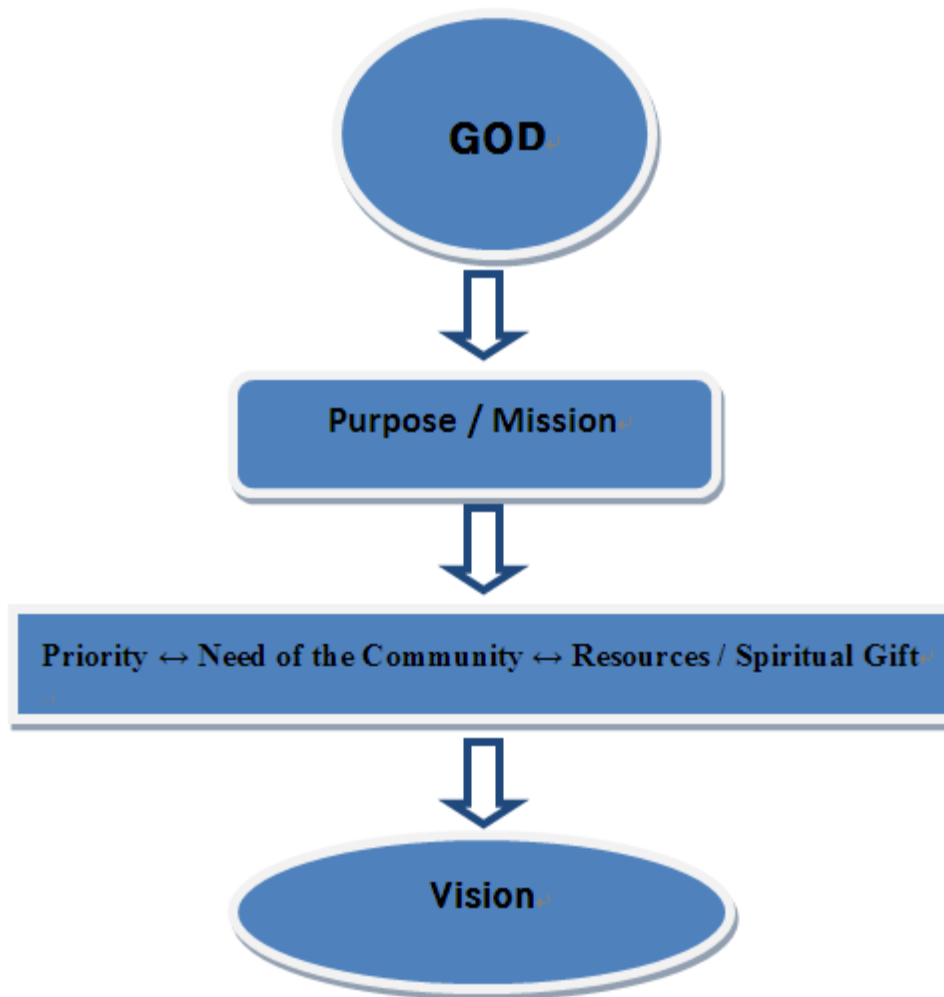 GOD
Purpose / Mission
Priority ↔ Need of the Community ↔ Resources / Spiritual Gift
Vision